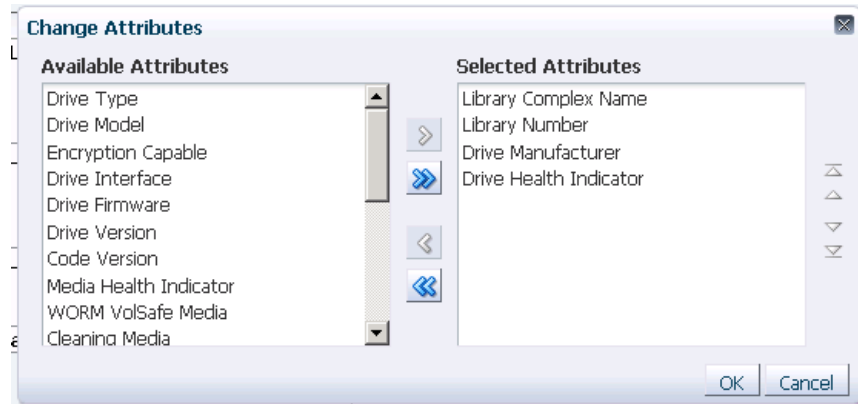 Change Attributes
Available Attributes
Drive Type
Drive Model
Encryption Capable
Drive Interface
Drive Firmware
Drive Version
Code Version
Media Health Indicator
WORM VolSafe Media
Cleaning Media
Selected Attributes
Library Complex Name
Library Number
Drive Manufacturer
Drive Health Indicator
OK
Cancel